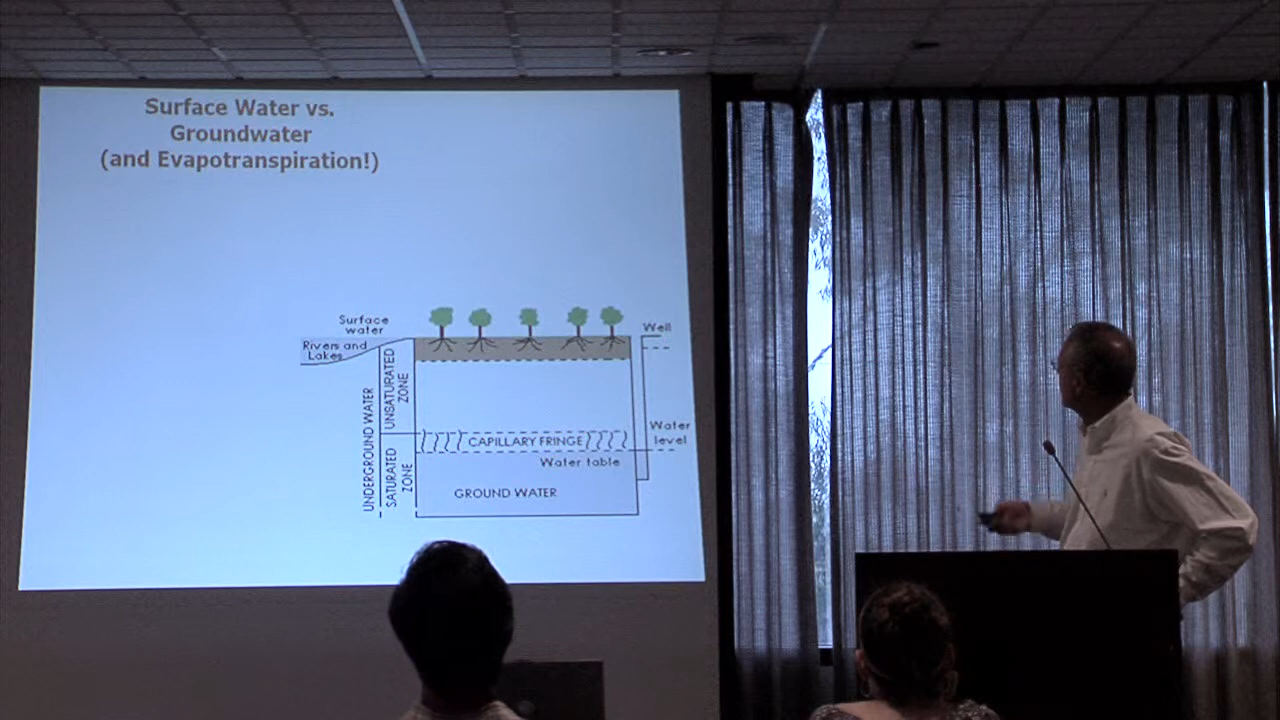 Surface Water vs.
Groundwater
(and Evapotranspiration!)
Surface
water
Rivers and
Lakes
Well
UNDERGROUND WATER
UNSATURATED
ZONE
SATURATED
ZONE
CAPILLARY FRINGE
Water
level
Water table
GROUND WATER